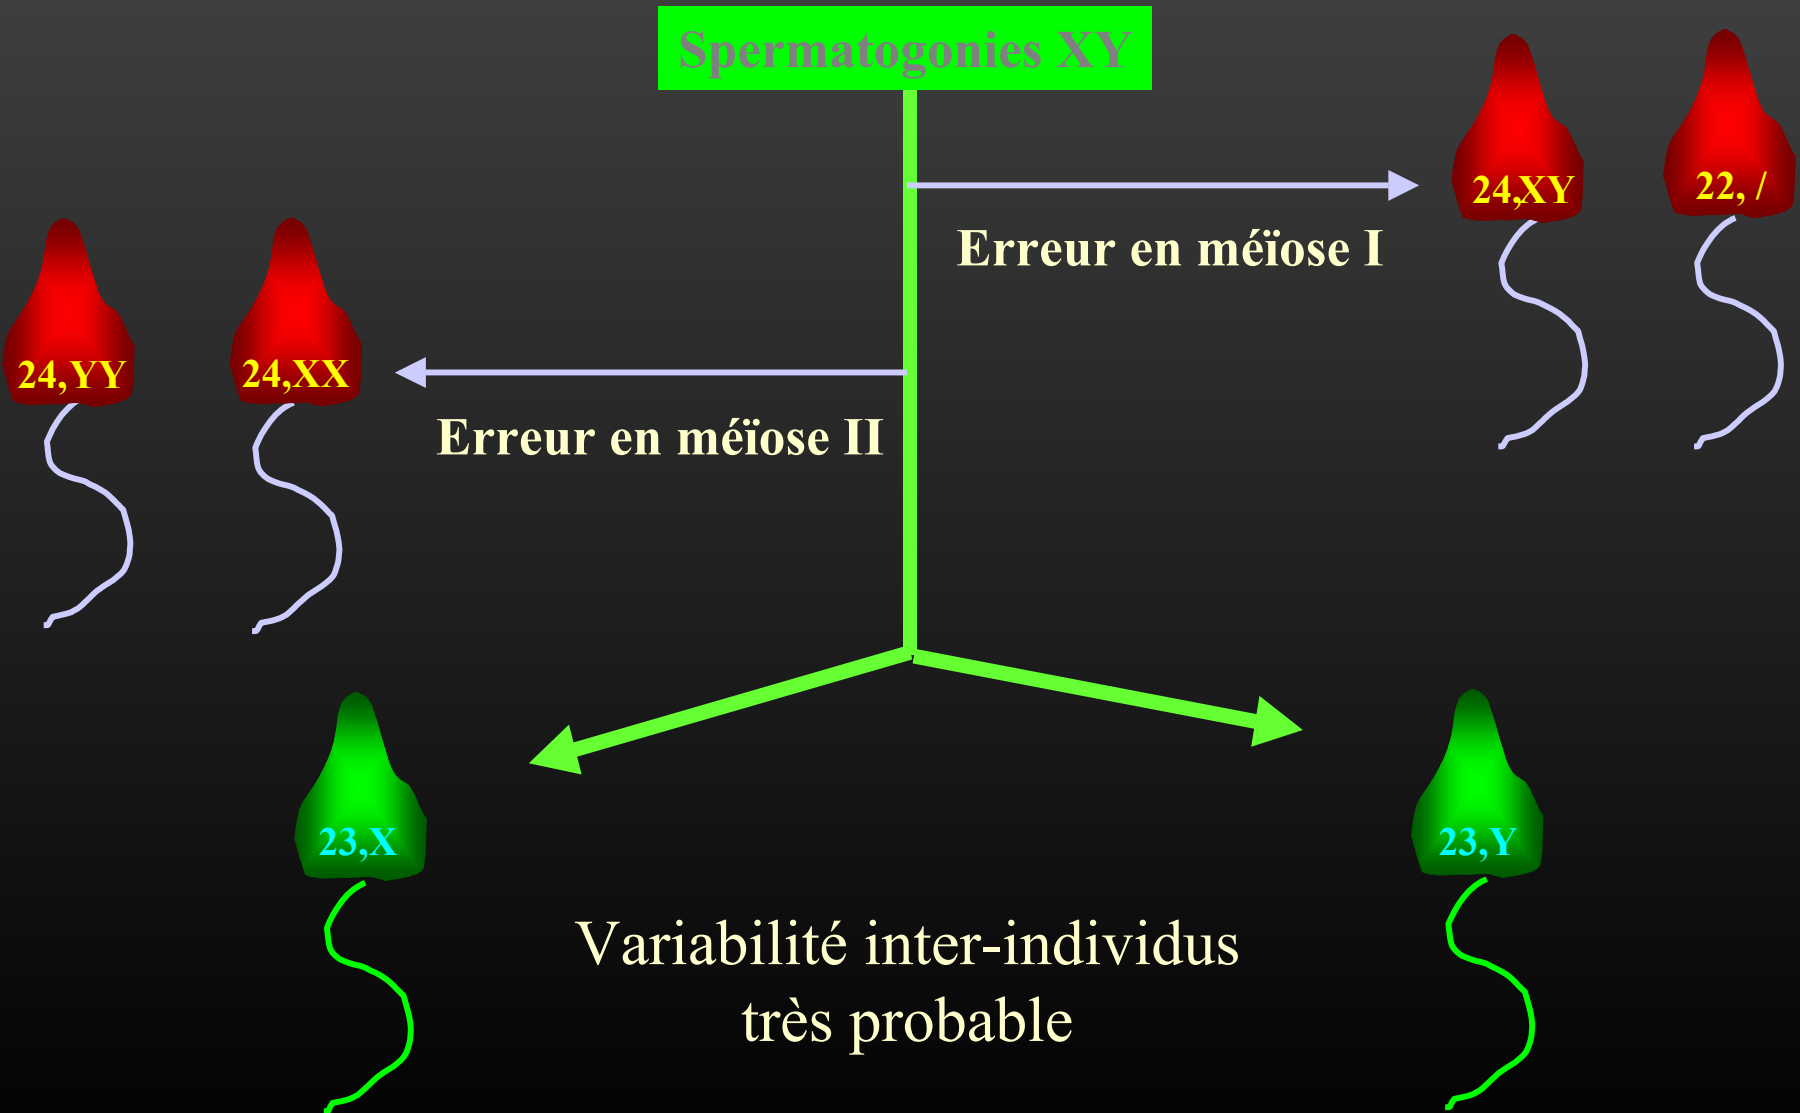 Spermatogonies XY
24,XY
22, /
Erreur en méïose I
24,YY
24,XX
Erreur en méïose II
23,X
23,Y
Variabilité inter-individus
très probable